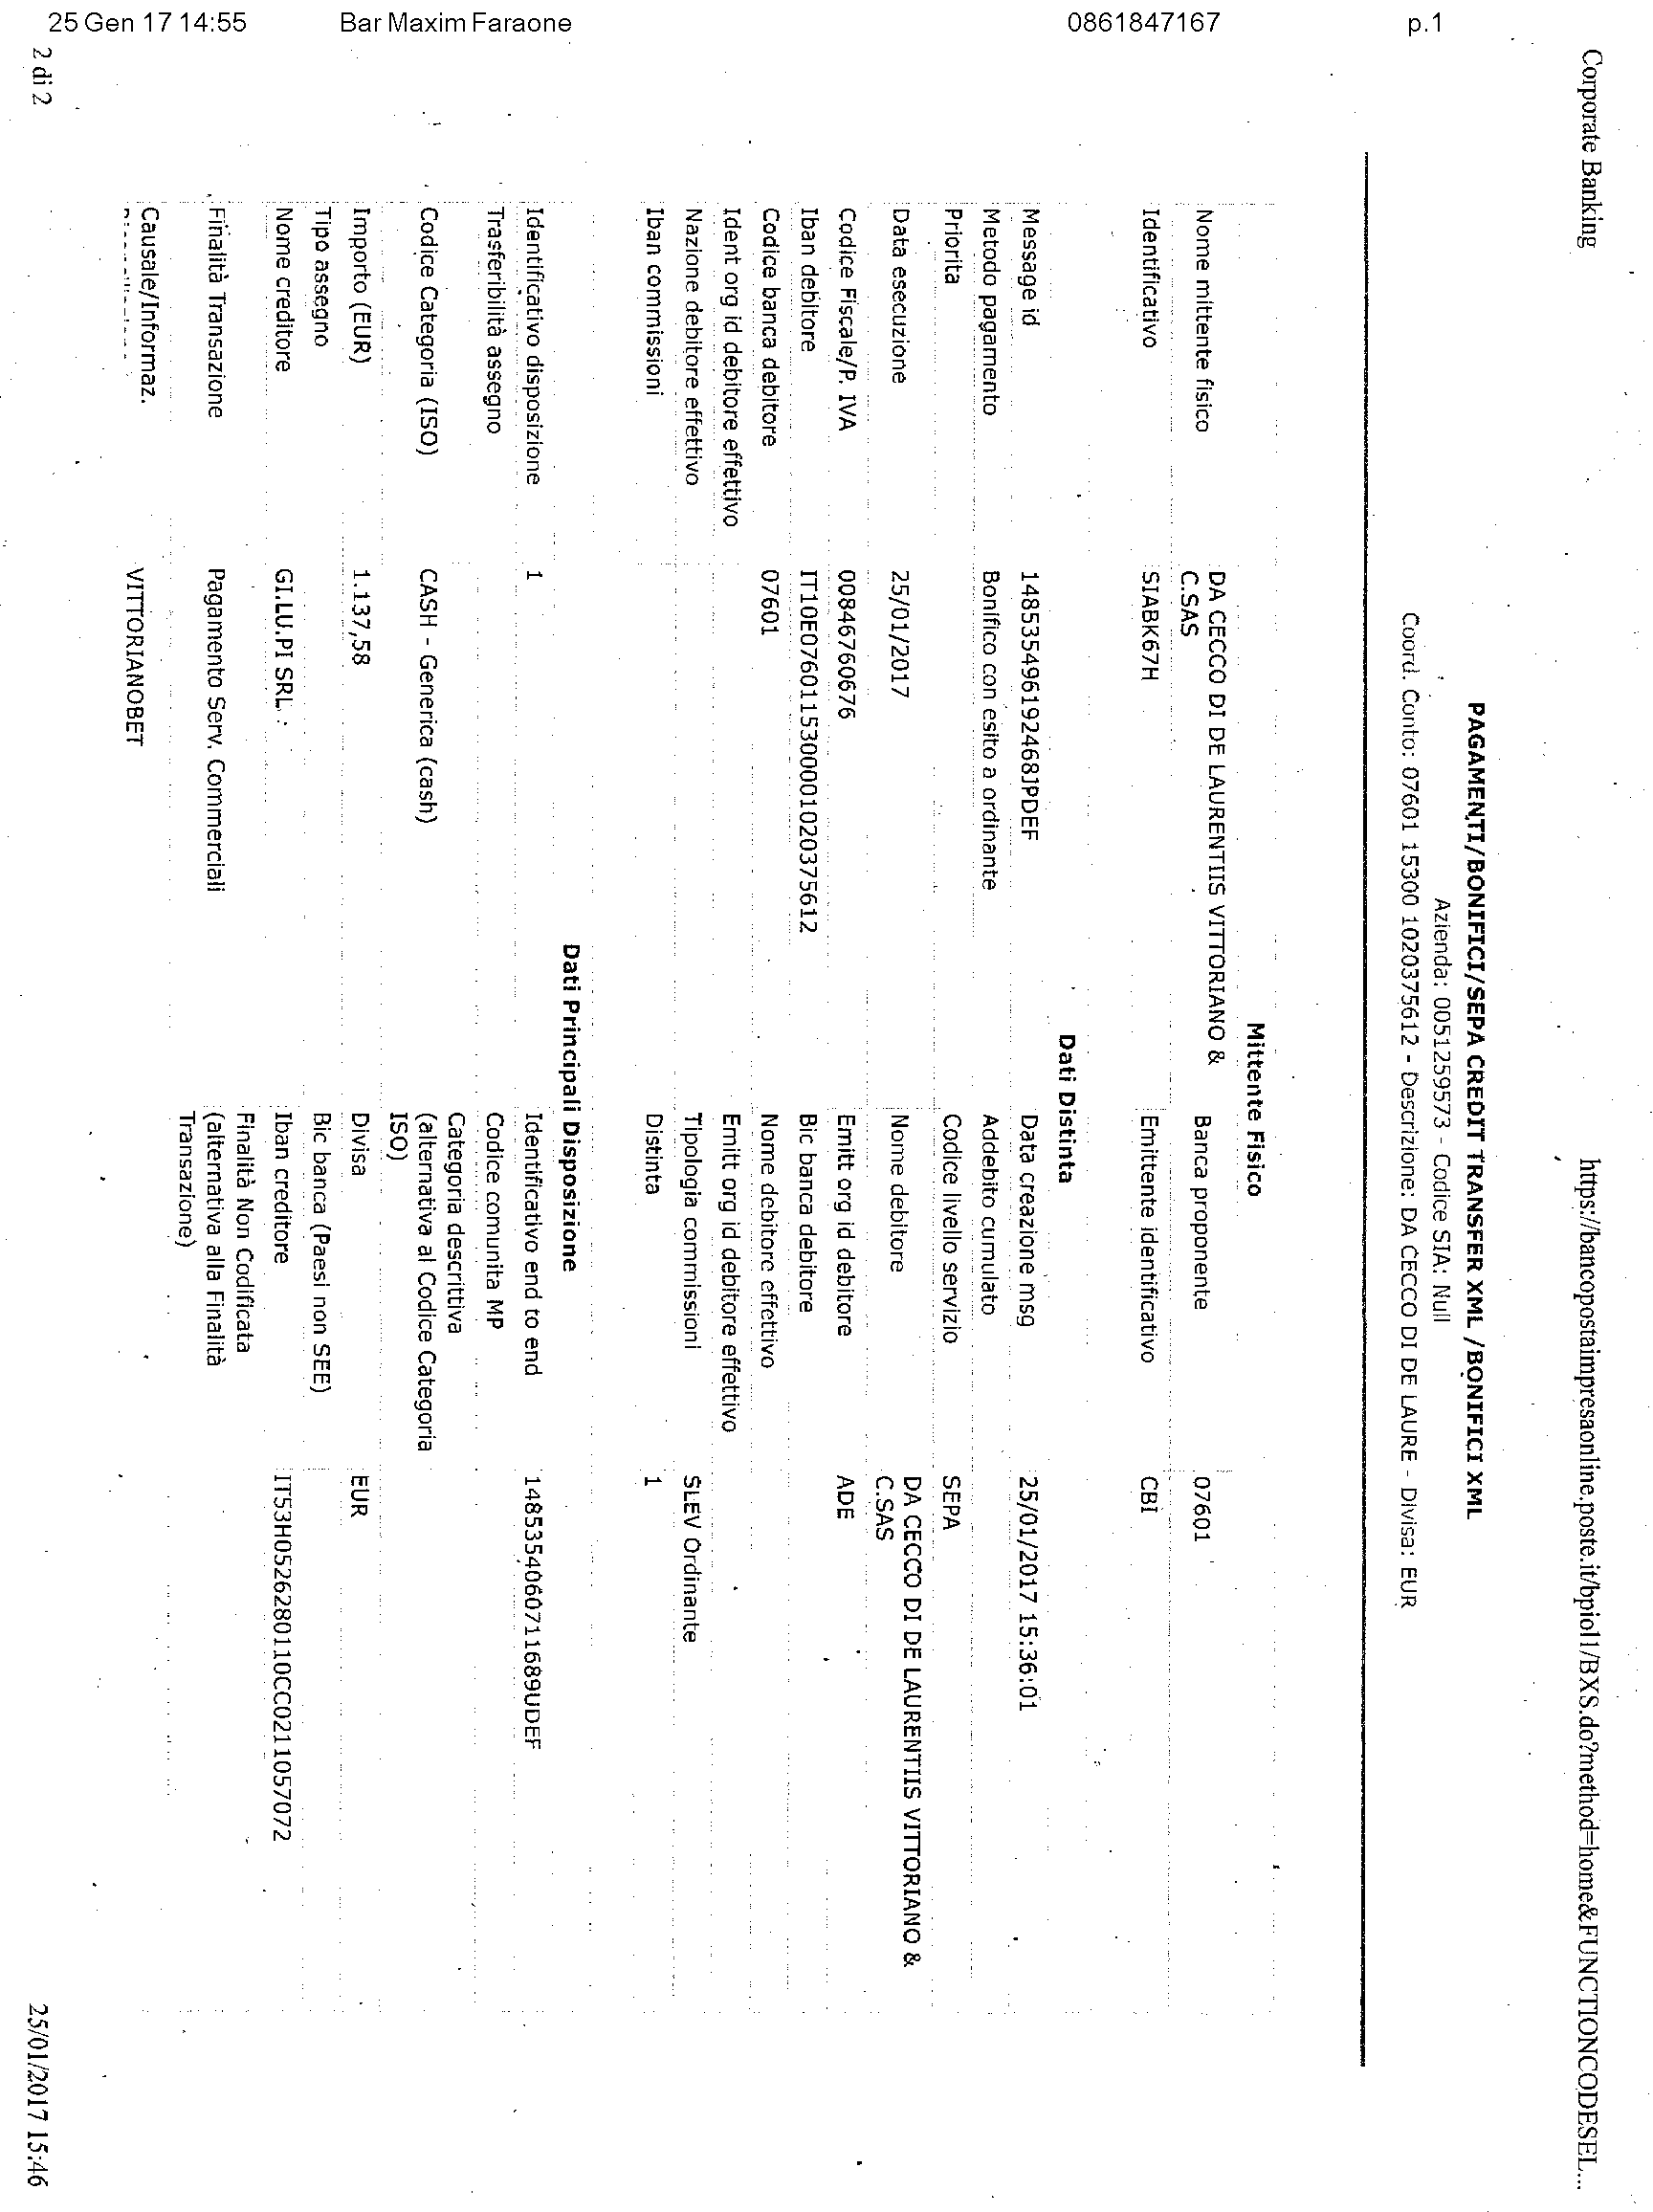 25 Gen 17 14:55 Bar Maxim Faraone 0861847167 p.1
Corporate Banking https://bancopostaimpresaonline.poste.it/bpiol1/BXS.do?method=home&FUNCTIONCODESEL...
PAGAMENTI/BONIFICI/SEPA CREDIT TRANSFER XML /BONIFICI XML
Azienda: 0051259573 - Codice SIA: Null
Coord. Conto: 07601 15300 1020375612 - Descrizione: DA CECCO DI DE LAURE - Divisa: EUR
Mittente Fisico
Nome mittente fisico DA CECCO DI DE LAURENTIIS VITTORIANO & C.SAS Banca proponente 07601
Identificativo SIABK67H Emittente identificativo CBI
Dati Distinta
Message id 148535496192468JPDEF Data creazione msg 25/01/2017 15:36:01
Metodo pagamento Bonifico con esito a ordinante Addebito cumulato
Priorita Codice livello servizio SEPA
Data esecuzione 25/01/2017 Nome debitore DA CECCO DI DE LAURENTIIS VITTORIANO & C.SAS
Codice Fiscale/P. IVA 00846760676 Emitt org id debitore ADE
Iban debitore IT10E0760115300001020375612 Bic banca debitore
Codice banca debitore 07601 Nome debitore effettivo
Ident org id debitore effettivo Emitt org id debitore effettivo
Nazione debitore effettivo Tipologia commissioni SLEV Ordinante
Iban commissioni Distinta 1
Dati Principali Disposizione
Identificativo disposizione 1 Identificativo end to end 1485354060711689UDEF
Trasferibilità assegno Codice comunita MP
Codice Categoria (ISO) CASH - Generica (cash) Categoria descrittiva
(alternativa al Codice Categoria
ISO)
Importo (EUR) 1.137,58 Divisa EUR
Tipo assegno Bic banca (Paesi non SEE)
Nome creditore GI.LU.PI SRL Iban creditore IT53H0526280110CC0211057072
Finalità Transazione Pagamento Serv. Commerciali Finalità Non Codificata
(alternativa alla Finalità
Transazione)
Causale/Informaz. VITTORIANOBET
2 di 2 25/01/2017 15:46